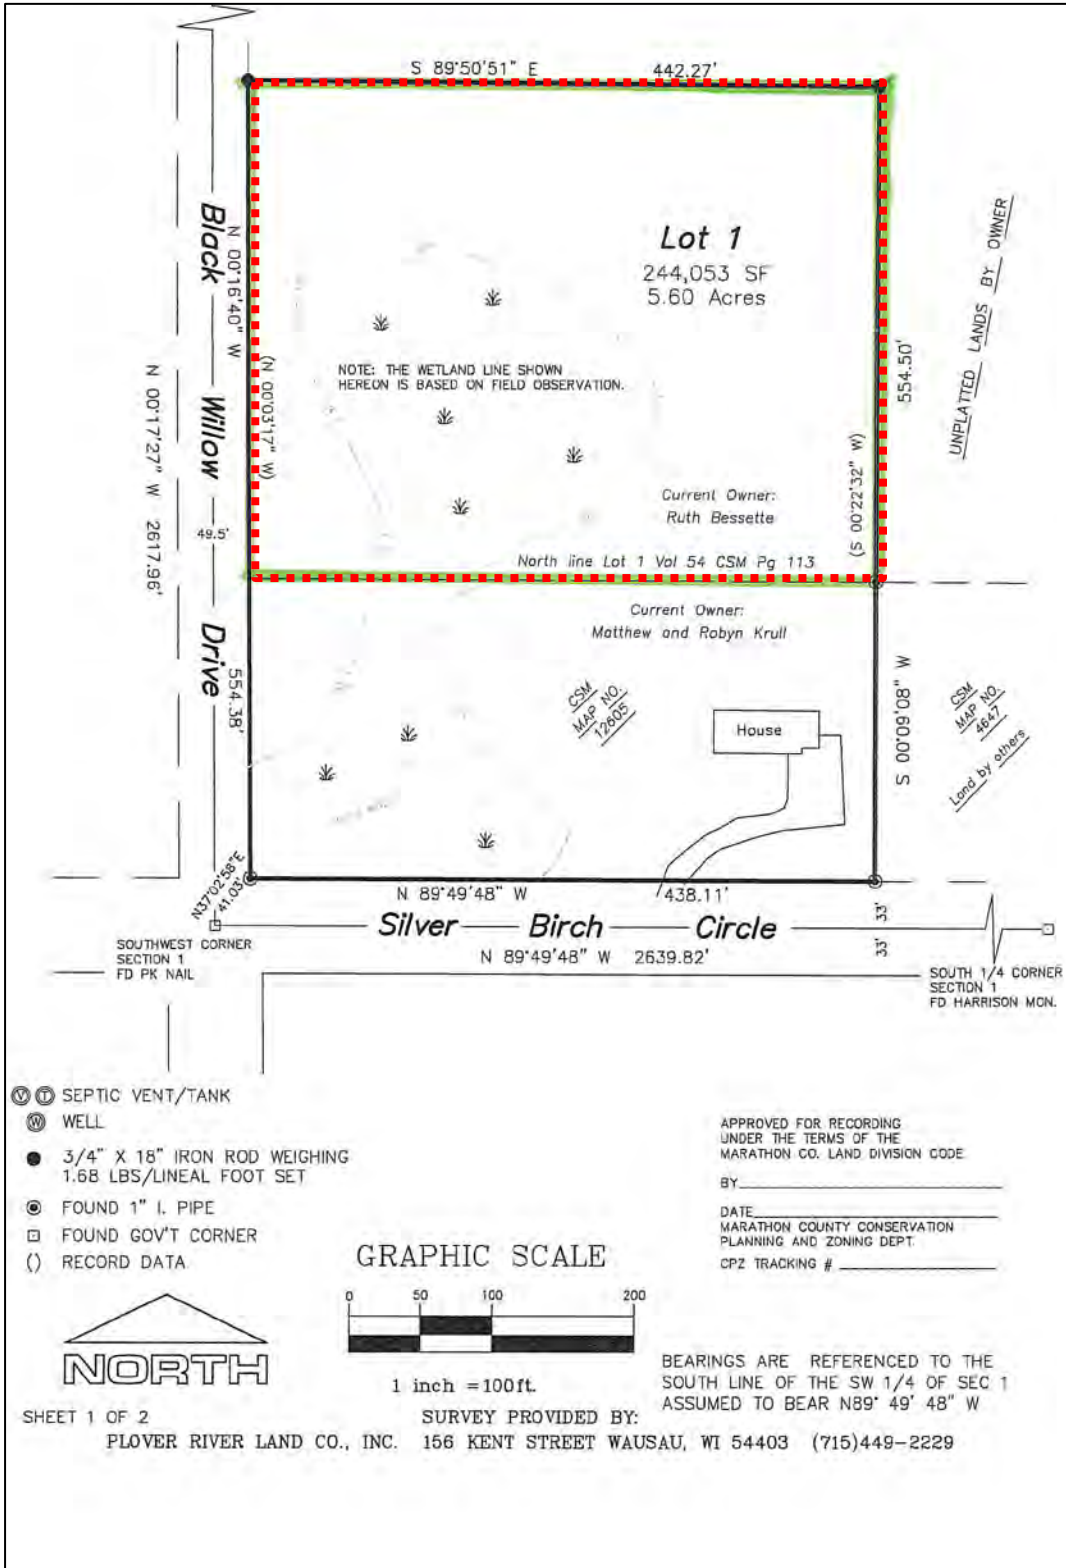 S 89°50'51" E 442.27'
Lot 1
244,053 SF
5.60 Acres
Black Willow Drive
N 00°16'40" W
(N 00°03'17" W)
N 00°17'27" W 2617.96'
49.5'
554.38'
NOTE: THE WETLAND LINE SHOWN
HEREON IS BASED ON FIELD OBSERVATION.
554.50'
(S 00°22'32" W)
UNPLATTED LANDS BY OWNER
Current Owner:
Ruth Bessette
North line Lot 1 Vol 54 CSM Pg 113
Current Owner:
Matthew and Robyn Krull
CSM
MAP NO.
12605
House
S 00°09'08" W
CSM
MAP NO.
4647
Land by others
N37°02'58"E
41.03'
N 89°49'48" W 438.11'
Silver Birch Circle
33'
33'
N 89°49'48" W 2639.82'
SOUTHWEST CORNER
SECTION 1
FD PK NAIL
SOUTH 1/4 CORNER
SECTION 1
FD HARRISON MON.
V T SEPTIC VENT/TANK
W WELL
3/4" X 18" IRON ROD WEIGHING
1.68 LBS/LINEAL FOOT SET
FOUND 1" I. PIPE
FOUND GOV'T CORNER
() RECORD DATA
APPROVED FOR RECORDING
UNDER THE TERMS OF THE
MARATHON CO. LAND DIVISION CODE
BY
DATE
MARATHON COUNTY CONSERVATION
PLANNING AND ZONING DEPT
CPZ TRACKING #
GRAPHIC SCALE
0 50 100 200
1 inch =100ft.
NORTH
BEARINGS ARE REFERENCED TO THE
SOUTH LINE OF THE SW 1/4 OF SEC 1
ASSUMED TO BEAR N89° 49' 48" W
SHEET 1 OF 2
SURVEY PROVIDED BY:
PLOVER RIVER LAND CO., INC. 156 KENT STREET WAUSAU, WI 54403 (715)449-2229